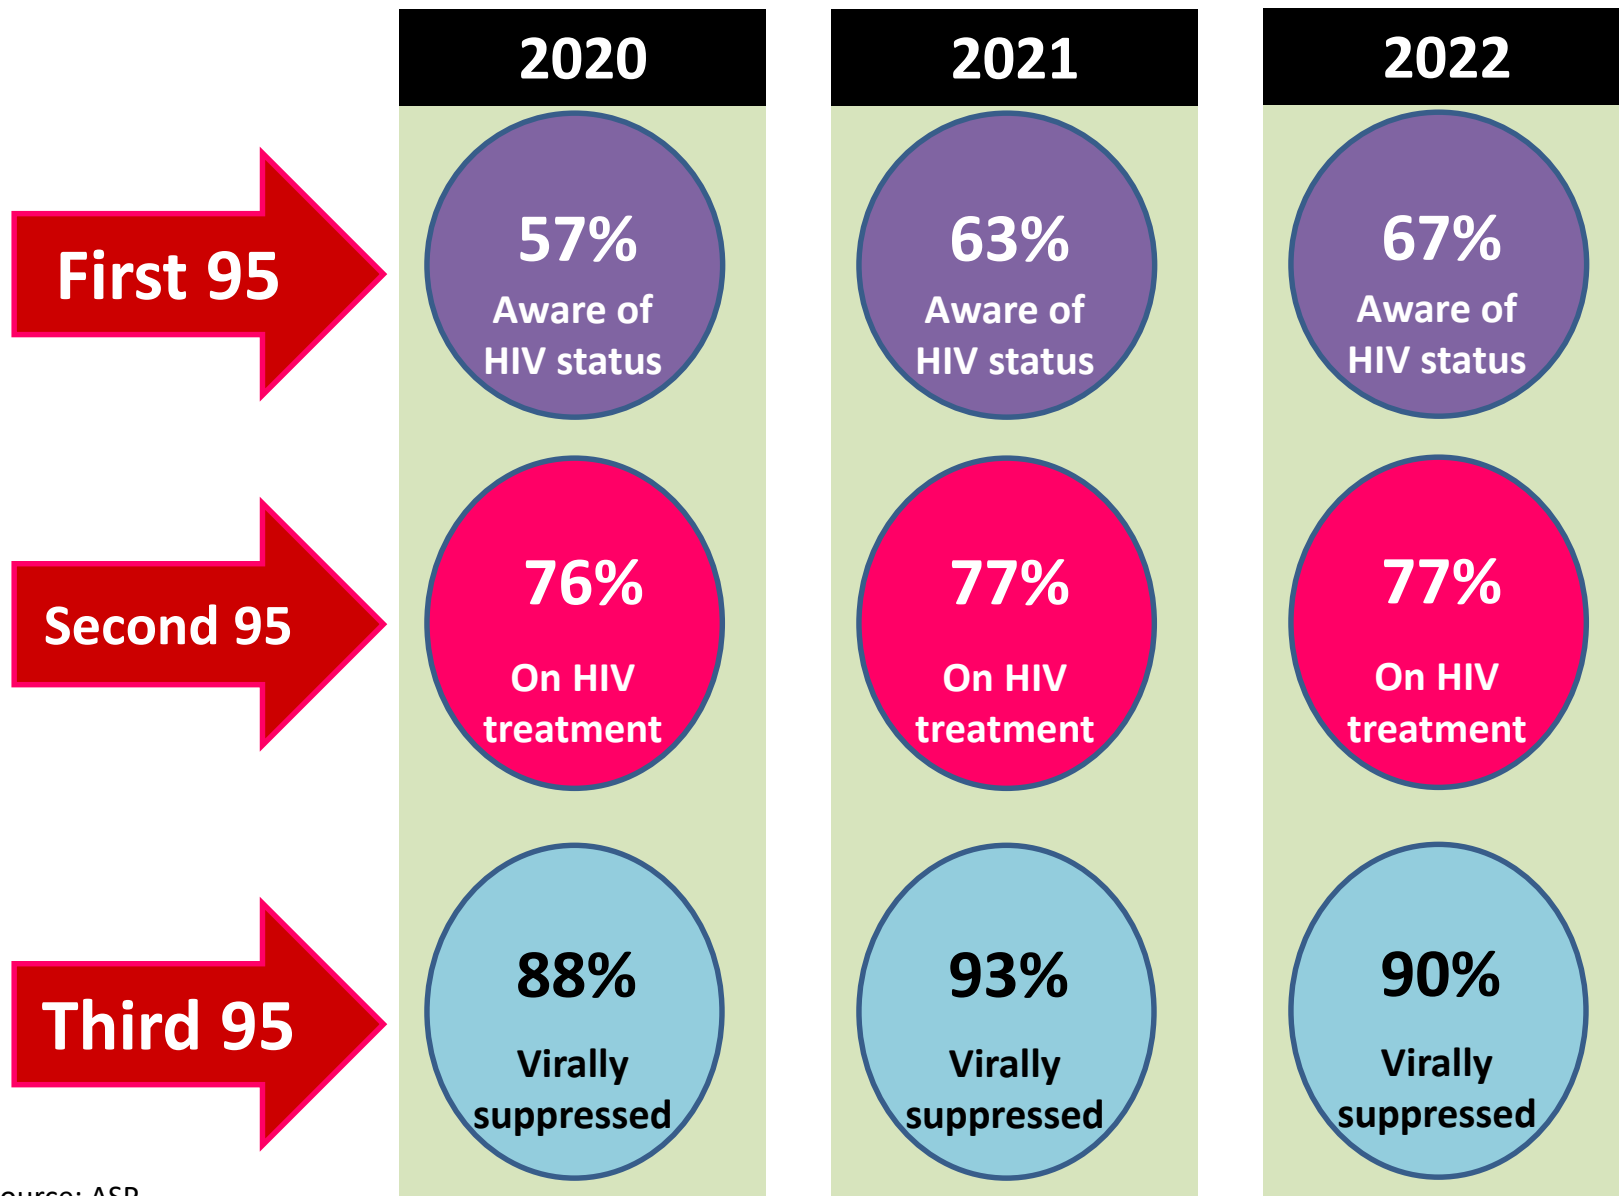 2020
2021
2022
First 95
57%
Aware of
HIV status
63%
Aware of
HIV status
67%
Aware of
HIV status
Second 95
76%
On HIV
treatment
77%
On HIV
treatment
77%
On HIV
treatment
Third 95
88%
Virally
suppressed
93%
Virally
suppressed
90%
Virally
suppressed